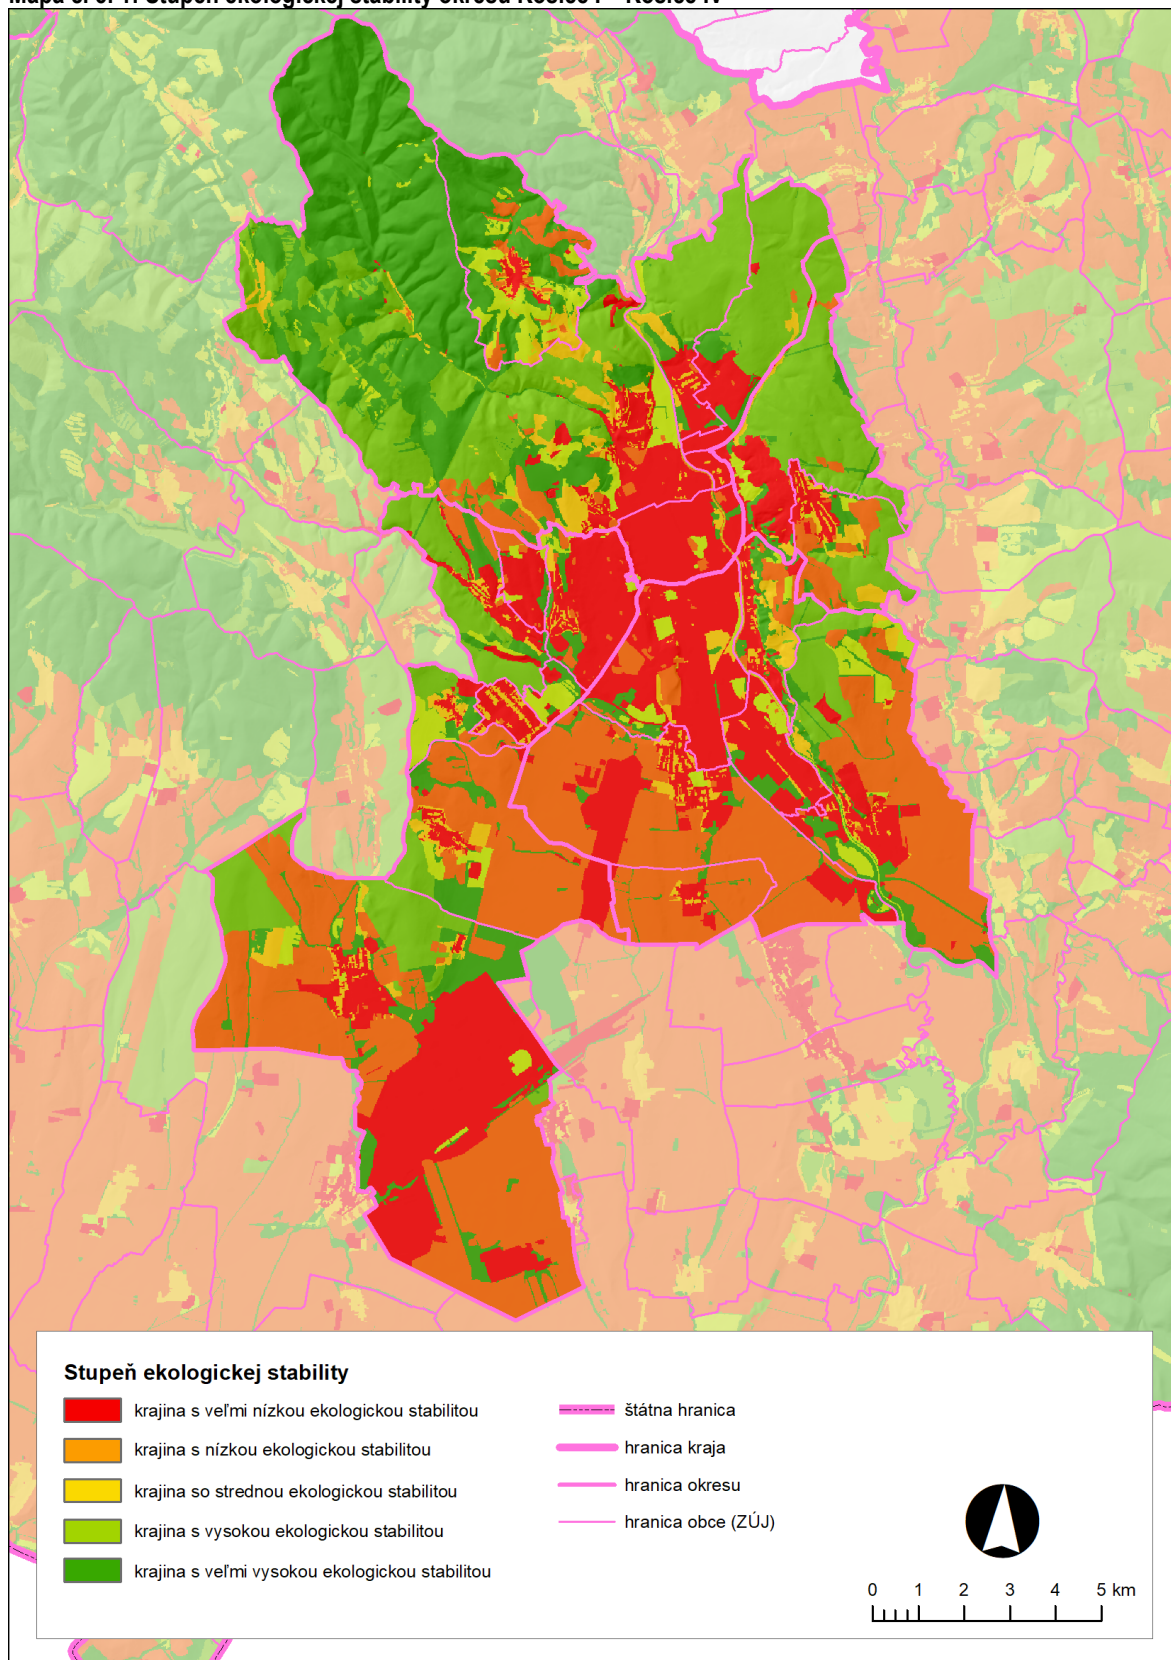 Stupeň ekologickej stability
krajina s veľmi nízkou ekologickou stabilitou
krajina s nízkou ekologickou stabilitou
krajina so strednou ekologickou stabilitou
krajina s vysokou ekologickou stabilitou
krajina s veľmi vysokou ekologickou stabilitou
štátna hranica
hranica kraja
hranica okresu
hranica obce (ZÚJ)
0 1 2 3 4 5 km